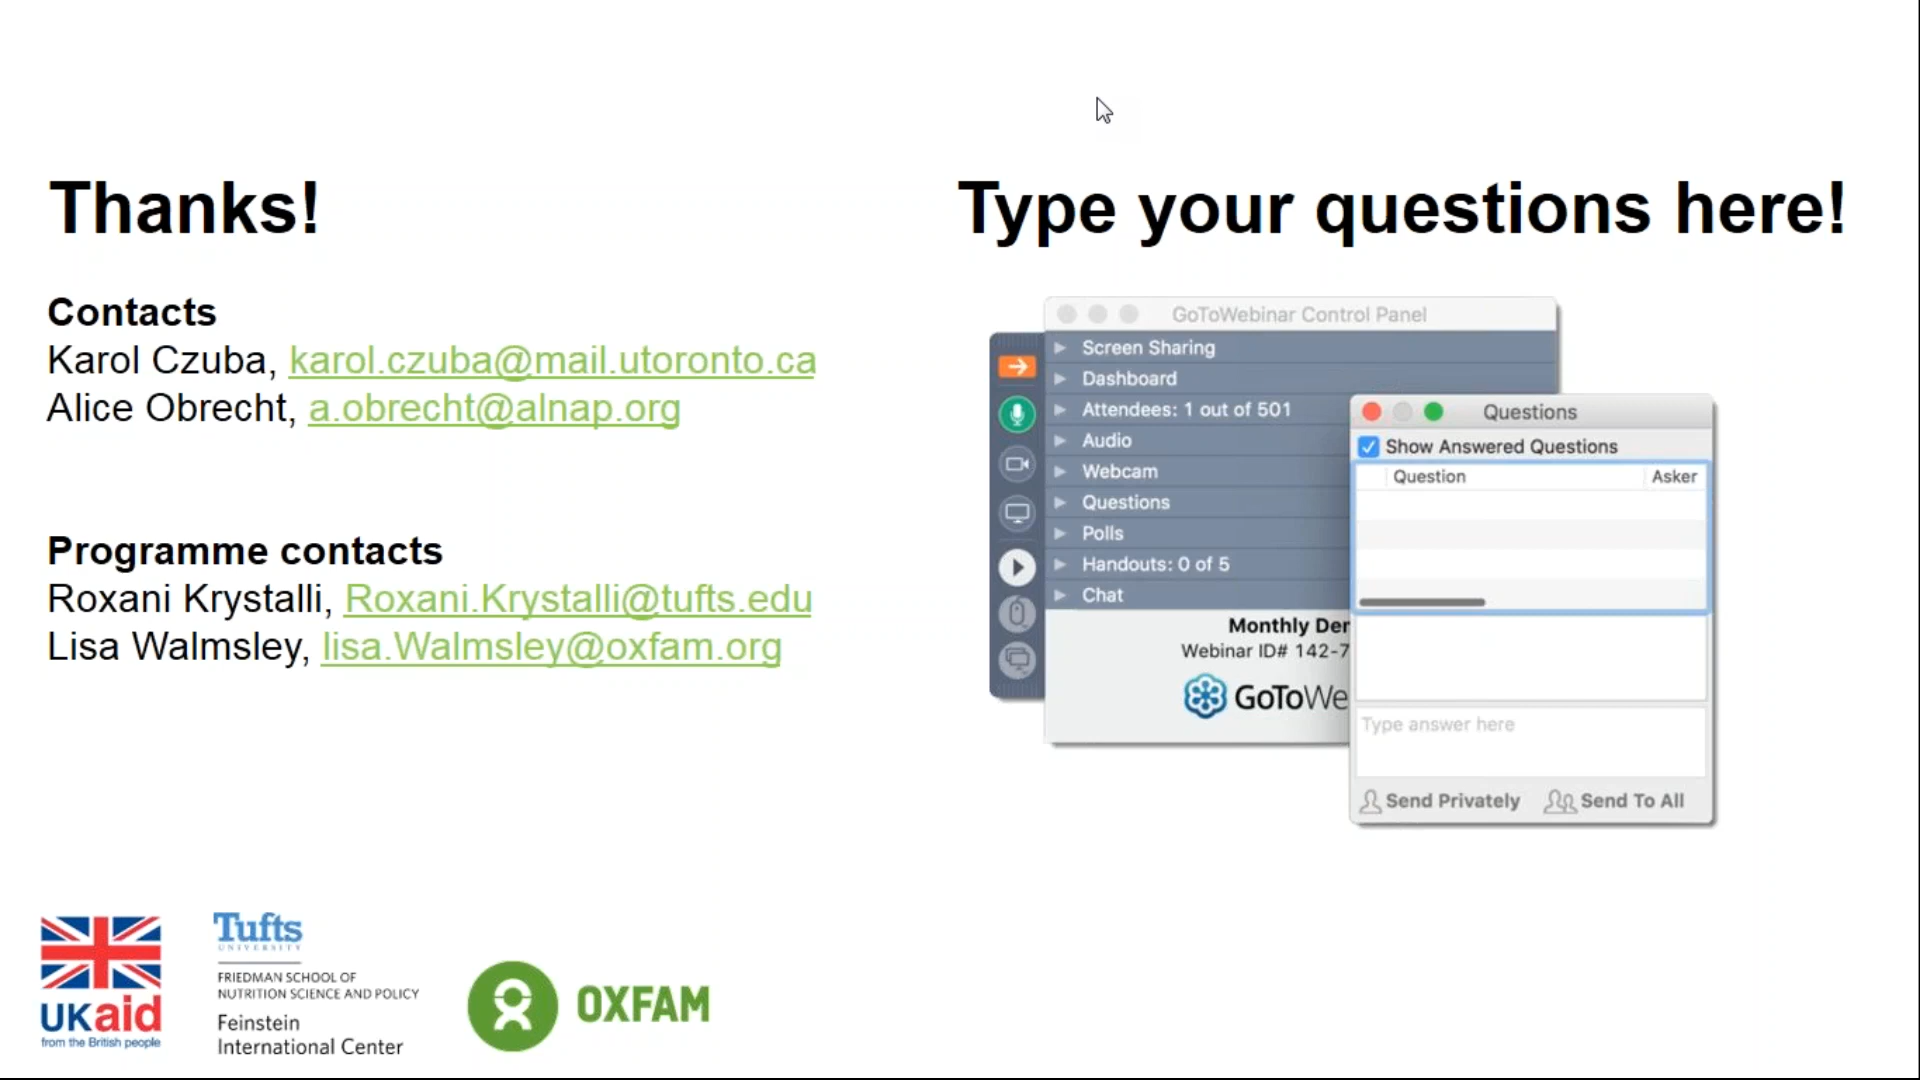 Thanks!
Contacts
Karol Czuba, karol.czuba@mail.utoronto.ca
Alice Obrecht, a.obrecht@alnap.org
Programme contacts
Roxani Krystalli, Roxani.Krystalli@tufts.edu
Lisa Walmsley, lisa.Walmsley@oxfam.org
Type your questions here!
GoToWebinar Control Panel
Screen Sharing
Dashboard
Attendees: 1 out of 501
Audio
Webcam
Questions
Polls
Handouts: 0 of 5
Chat
Monthly Der
Webinar ID# 142-7
GoToWe
Questions
Show Answered Questions
Question Asker
Type answer here
Send Privately Send To All
UKaid
from the British people
Tufts
UNIVERSITY
FRIEDMAN SCHOOL OF
NUTRITION SCIENCE AND POLICY
Feinstein
International Center
OXFAM